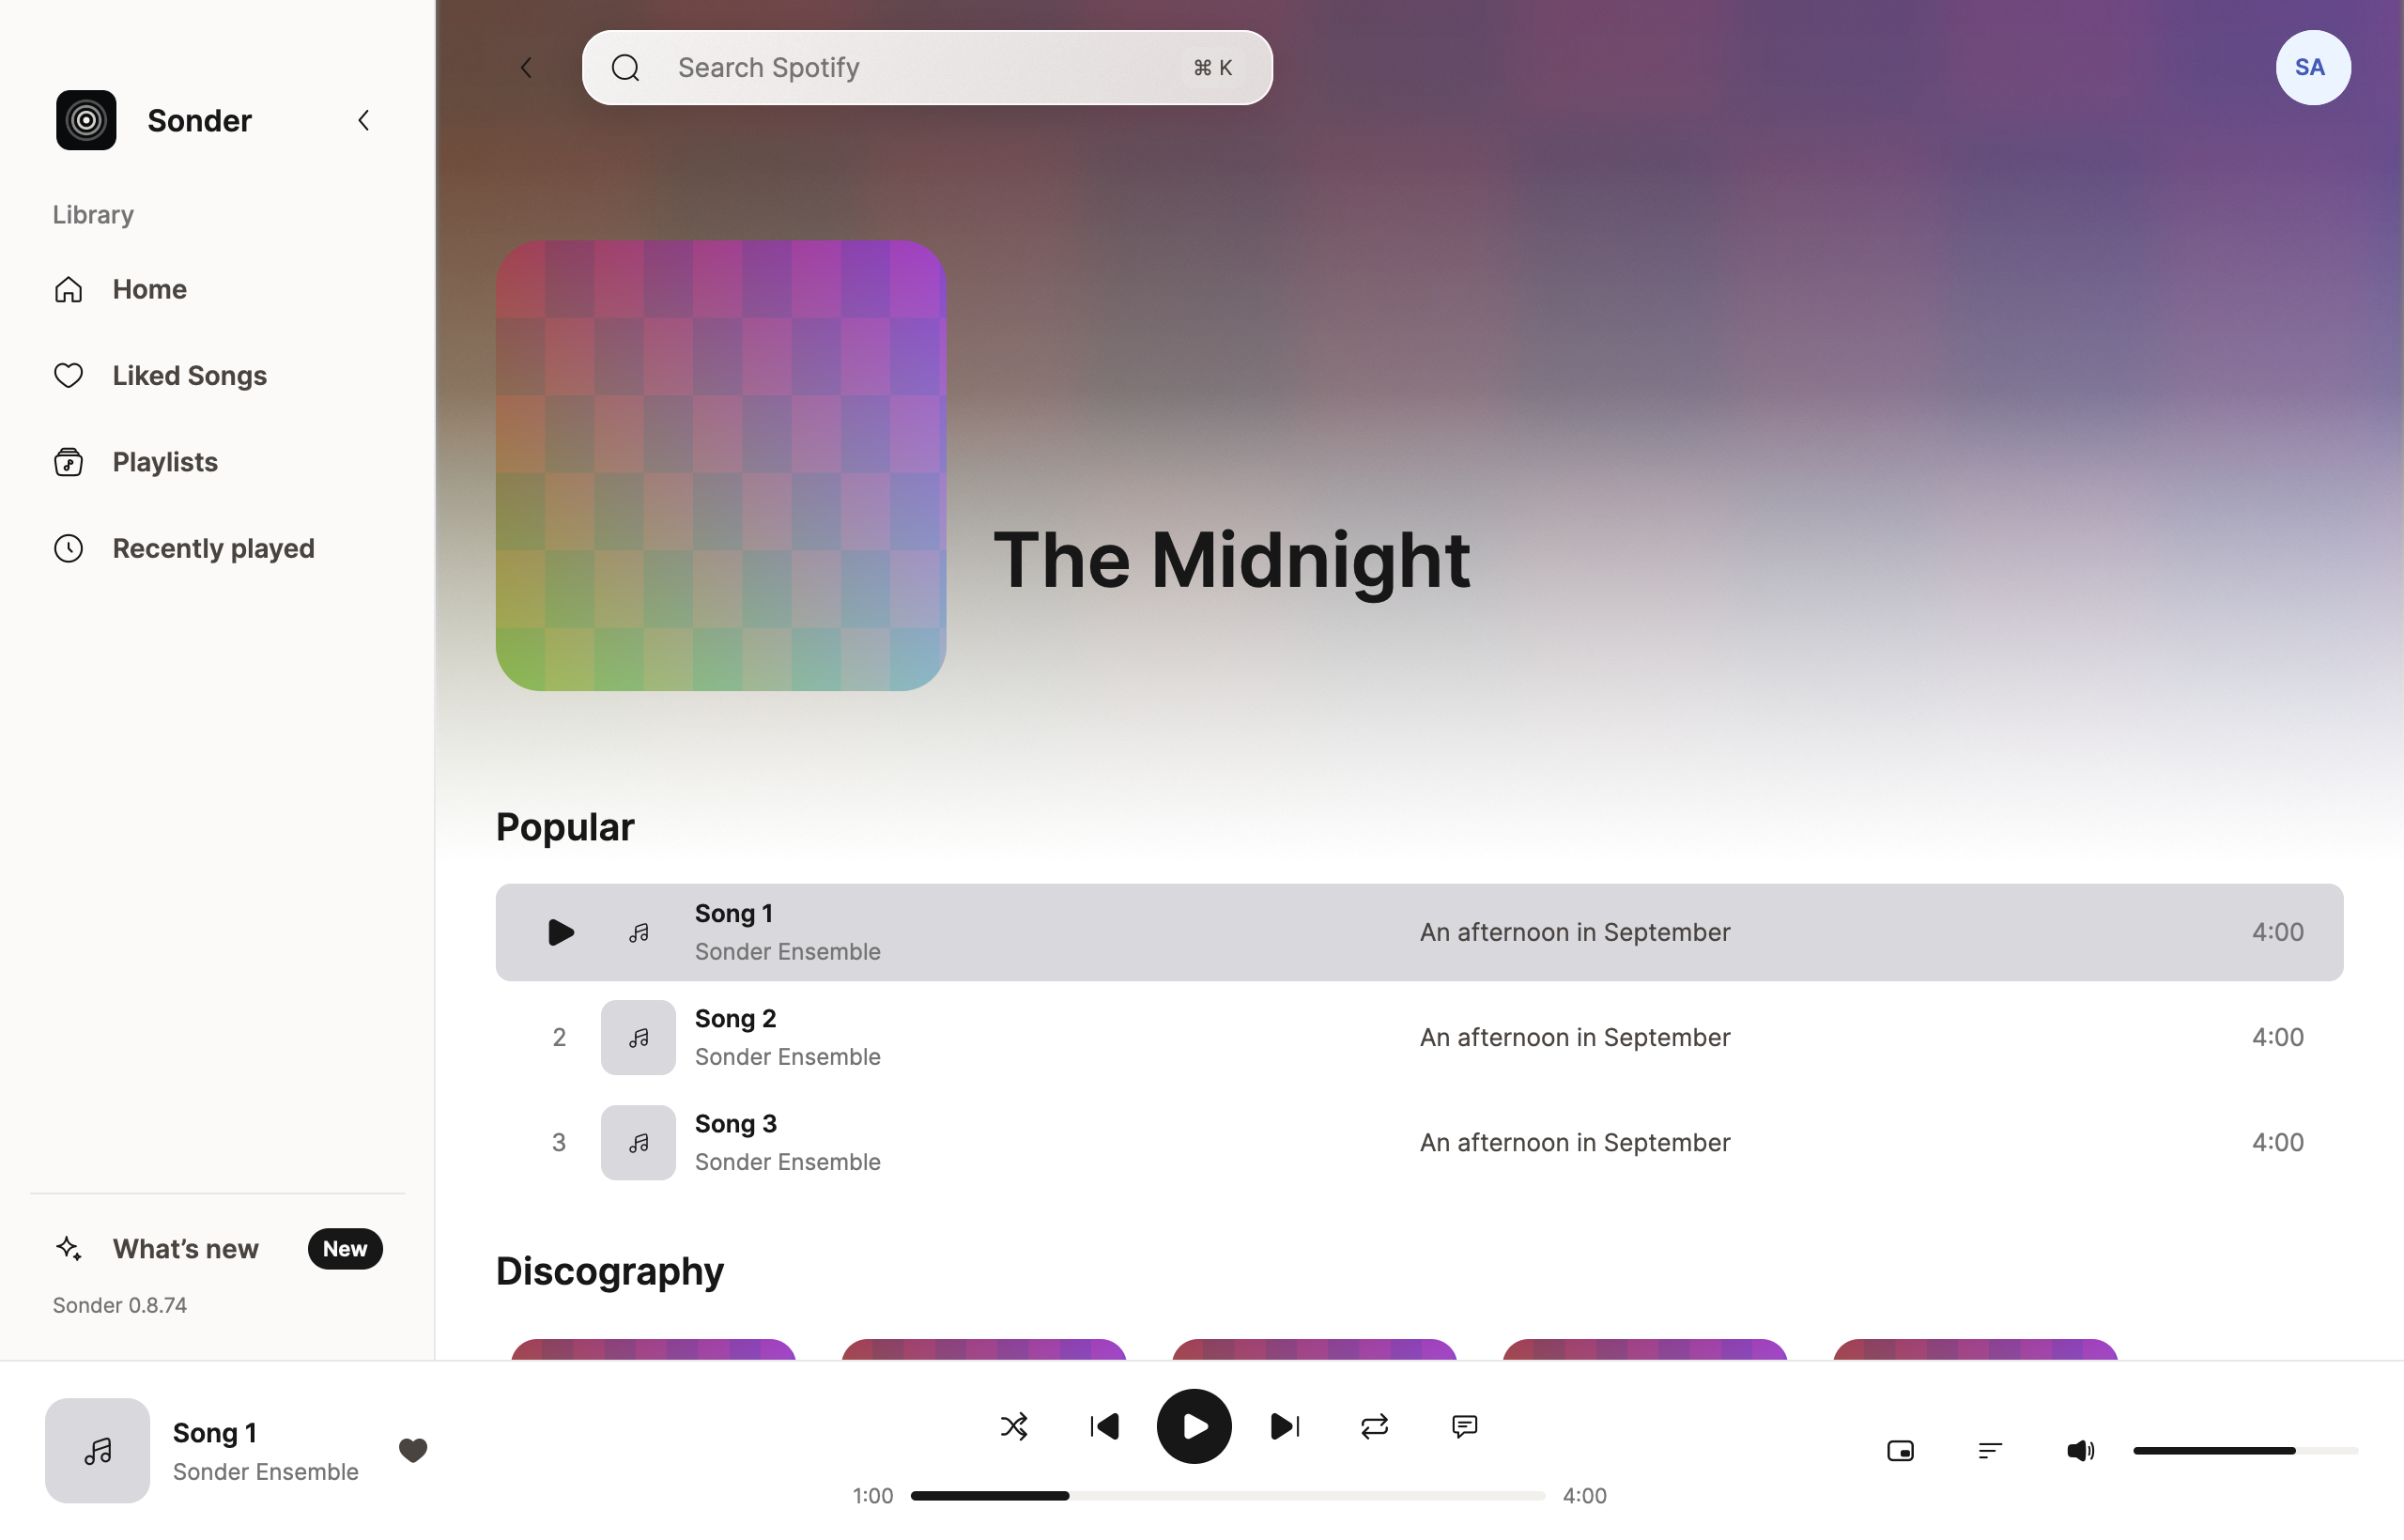 Sonder
Library
Home
Liked Songs
Playlists
Recently played
What’s new New
Sonder 0.8.74
Search Spotify ⌘ K
SA
The Midnight
Popular
Song 1
Sonder Ensemble
An afternoon in September
4:00
2
Song 2
Sonder Ensemble
An afternoon in September
4:00
3
Song 3
Sonder Ensemble
An afternoon in September
4:00
Discography
Song 1
Sonder Ensemble
1:00
4:00